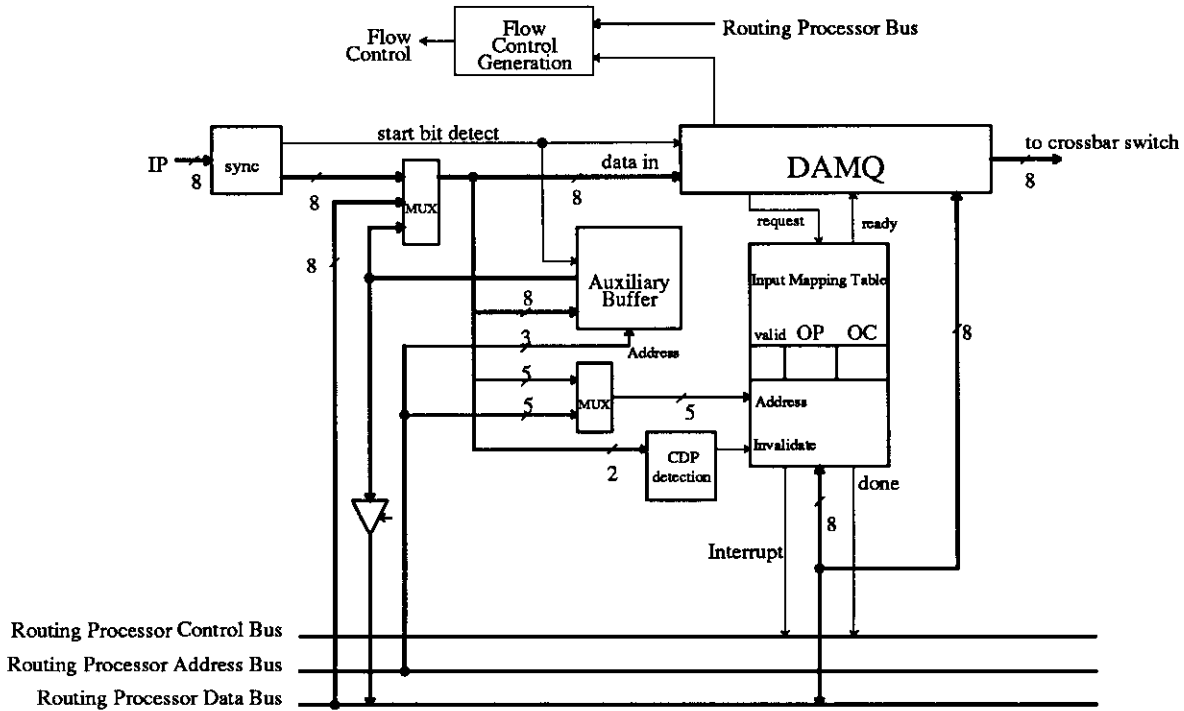 Flow
Control
Flow
Control
Generation
Routing Processor Bus
start bit detect
IP
8
sync
8
MUX
data in
8
DAMQ
to crossbar switch
8
request
ready
8
Auxiliary
Buffer
8
3
Address
Input Mapping Table
valid OP OC
8
5
5
MUX
5
Address
Invalidate
2
CDP
detection
8
done
Interrupt
Routing Processor Control Bus
Routing Processor Address Bus
Routing Processor Data Bus